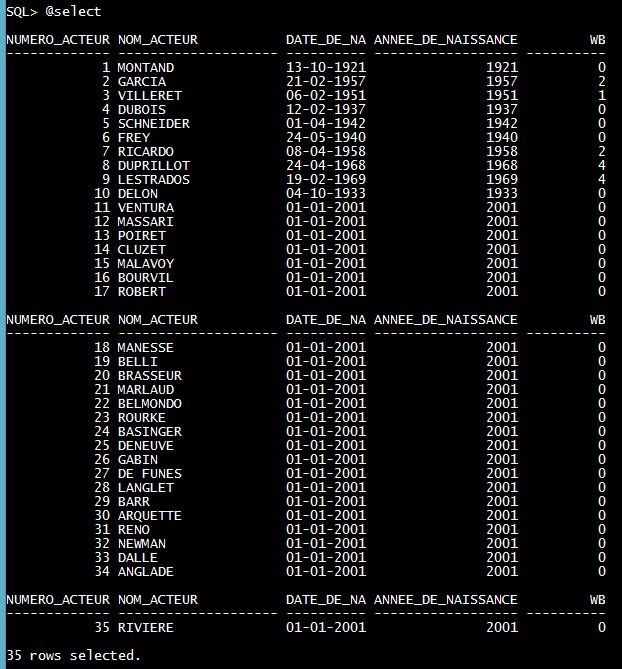 SQL> @select
NUMERO_ACTEUR NOM_ACTEUR           DATE_DE_NA ANNEE_DE_NAISSANCE         WB
------------- -------------------- ---------- ------------------ ----------
            1 MONTAND              13-10-1921               1921          0
            2 GARCIA               21-02-1957               1957          2
            3 VILLERET             06-02-1951               1951          1
            4 DUBOIS               12-02-1937               1937          0
            5 SCHNEIDER            01-04-1942               1942          0
            6 FREY                 24-05-1940               1940          0
            7 RICARDO              08-04-1958               1958          2
            8 DUPRILLOT            24-04-1968               1968          4
            9 LESTRADOS            19-02-1969               1969          4
           10 DELON                04-10-1933               1933          0
           11 VENTURA              01-01-2001               2001          0
           12 MASSARI              01-01-2001               2001          0
           13 POIRET               01-01-2001               2001          0
           14 CLUZET               01-01-2001               2001          0
           15 MALAVOY              01-01-2001               2001          0
           16 BOURVIL              01-01-2001               2001          0
           17 ROBERT               01-01-2001               2001          0
NUMERO_ACTEUR NOM_ACTEUR           DATE_DE_NA ANNEE_DE_NAISSANCE         WB
------------- -------------------- ---------- ------------------ ----------
           18 MANESSE              01-01-2001               2001          0
           19 BELLI                01-01-2001               2001          0
           20 BRASSEUR             01-01-2001               2001          0
           21 MARLAUD              01-01-2001               2001          0
           22 BELMONDO             01-01-2001               2001          0
           23 ROURKE               01-01-2001               2001          0
           24 BASINGER             01-01-2001               2001          0
           25 DENEUVE              01-01-2001               2001          0
           26 GABIN                01-01-2001               2001          0
           27 DE FUNES             01-01-2001               2001          0
           28 LANGLET              01-01-2001               2001          0
           29 BARR                 01-01-2001               2001          0
           30 ARQUETTE             01-01-2001               2001          0
           31 RENO                 01-01-2001               2001          0
           32 NEWMAN               01-01-2001               2001          0
           33 DALLE                01-01-2001               2001          0
           34 ANGLADE              01-01-2001               2001          0
NUMERO_ACTEUR NOM_ACTEUR           DATE_DE_NA ANNEE_DE_NAISSANCE         WB
------------- -------------------- ---------- ------------------ ----------
           35 RIVIERE              01-01-2001               2001          0
35 rows selected.